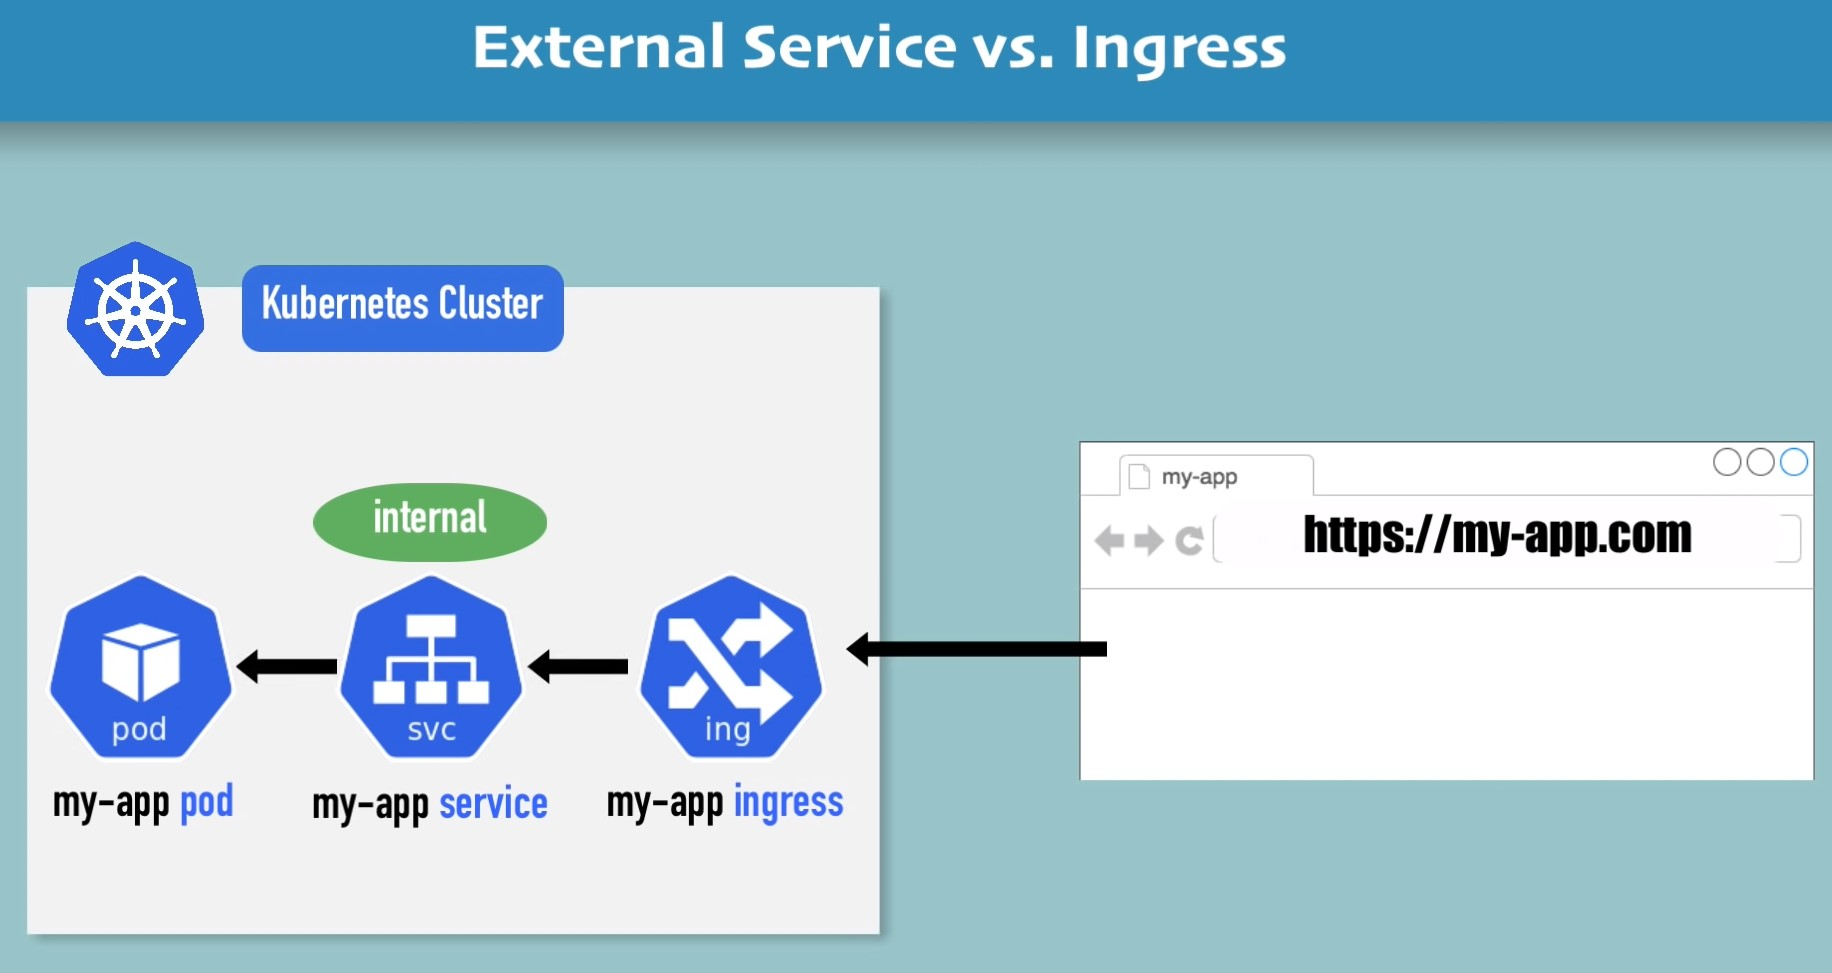 External Service vs. Ingress
Kubernetes Cluster
internal
pod
svc
ing
my-app pod
my-app service
my-app ingress
my-app
https://my-app.com